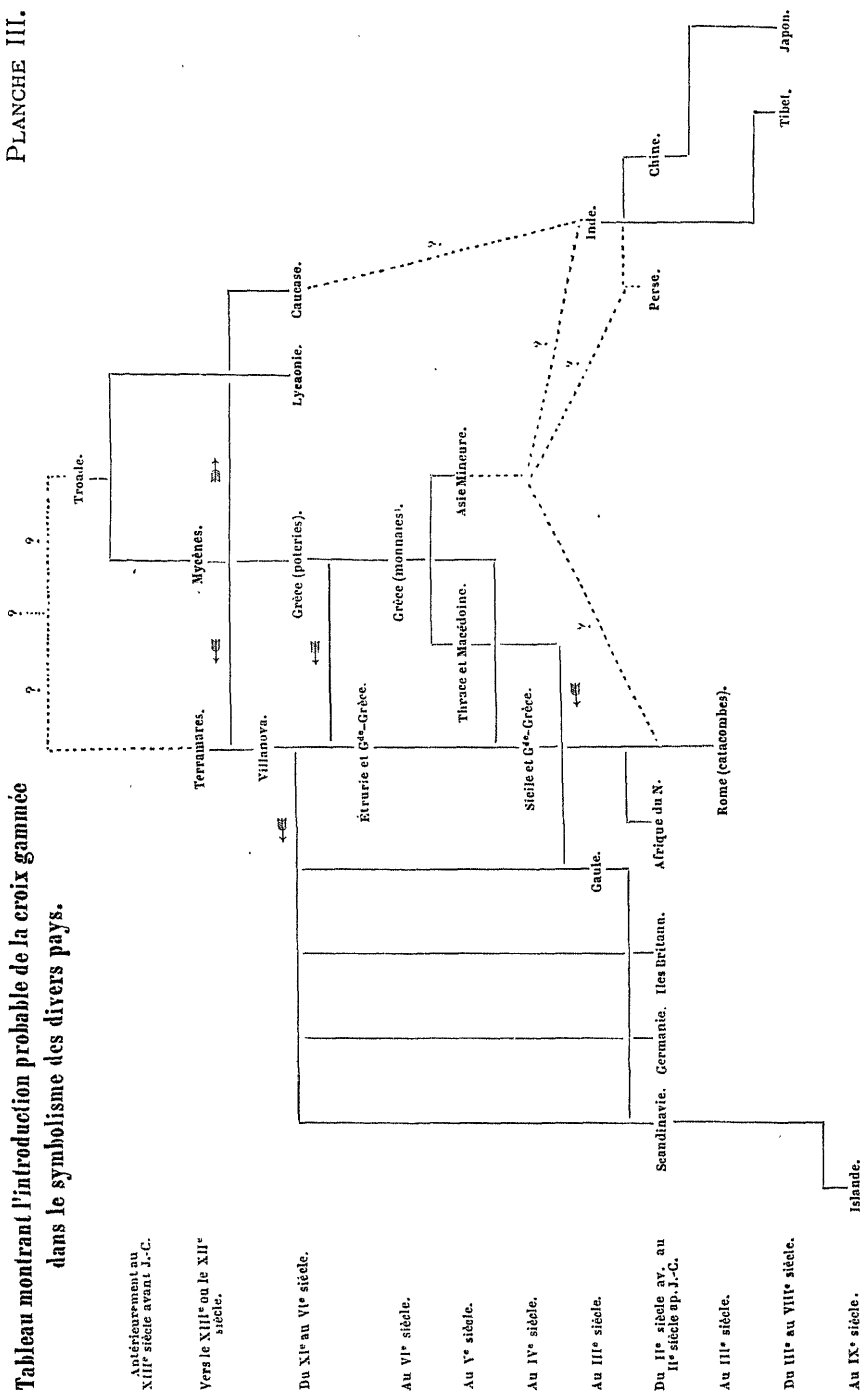 PLANCHE III.
Tableau montrant l'introduction probable de la croix gammée
dans le symbolisme des divers pays.
Antérieurement au
XIIIe siècle avant J.-C.
Vers le XIIIe ou le XIIe
siècle.
Du XIe au VIe siècle.
Au VIe siècle.
Au Ve siècle.
Au IVe siècle.
Au IIIe siècle.
Du IIe siècle av. au
IIe siècle ap. J.-C.
Au IIIe siècle.
Du IIIe au VIIIe siècle.
Au IXe siècle.
?
?
?
Troade.
Terramares.
Mycènes.
Villanova.
Grèce (poteries).
Lycaonie.
Caucase.
Étrurie et Gde-Grèce.
Grèce (monnaies).
?
Thrace et Macédoine.
Asie Mineure.
Sicile et Gde-Grèce.
?
?
?
Gaule.
Inde.
Scandinavie.
Germanie.
Iles Britann.
Afrique du N.
Perse.
Chine.
Rome (catacombes).
Tibet.
Japon.
Islande.